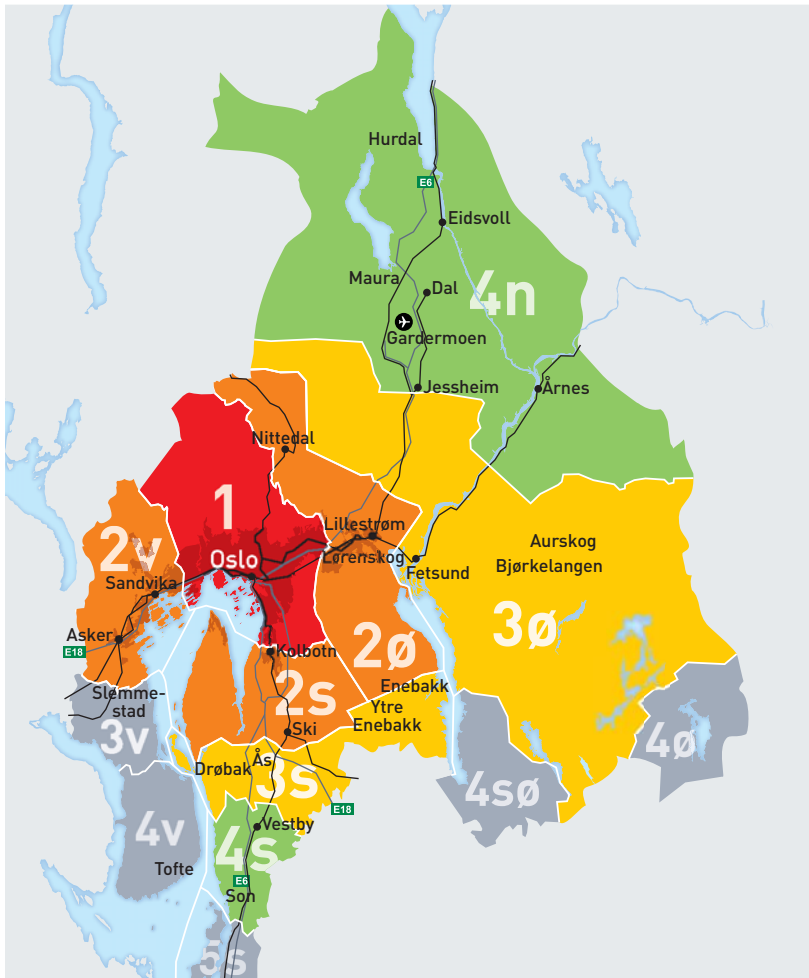 Hurdal
E6
Eidsvoll
Maura
Dal
4n
Gardermoen
Jessheim
Årnes
Nittedal
1
2v
Lillestrøm
Oslo
Lørenskog
Aurskog
Bjørkelangen
Fetsund
Sandvika
3ø
Asker
E18
2ø
Kolbotn
Slemme-
stad
2s
Enebakk
Ytre
Enebakk
3v
Ski
4ø
Drøbak
Ås
3s
4sø
E18
4v
Vestby
4s
Tofte
E6
Son
5s